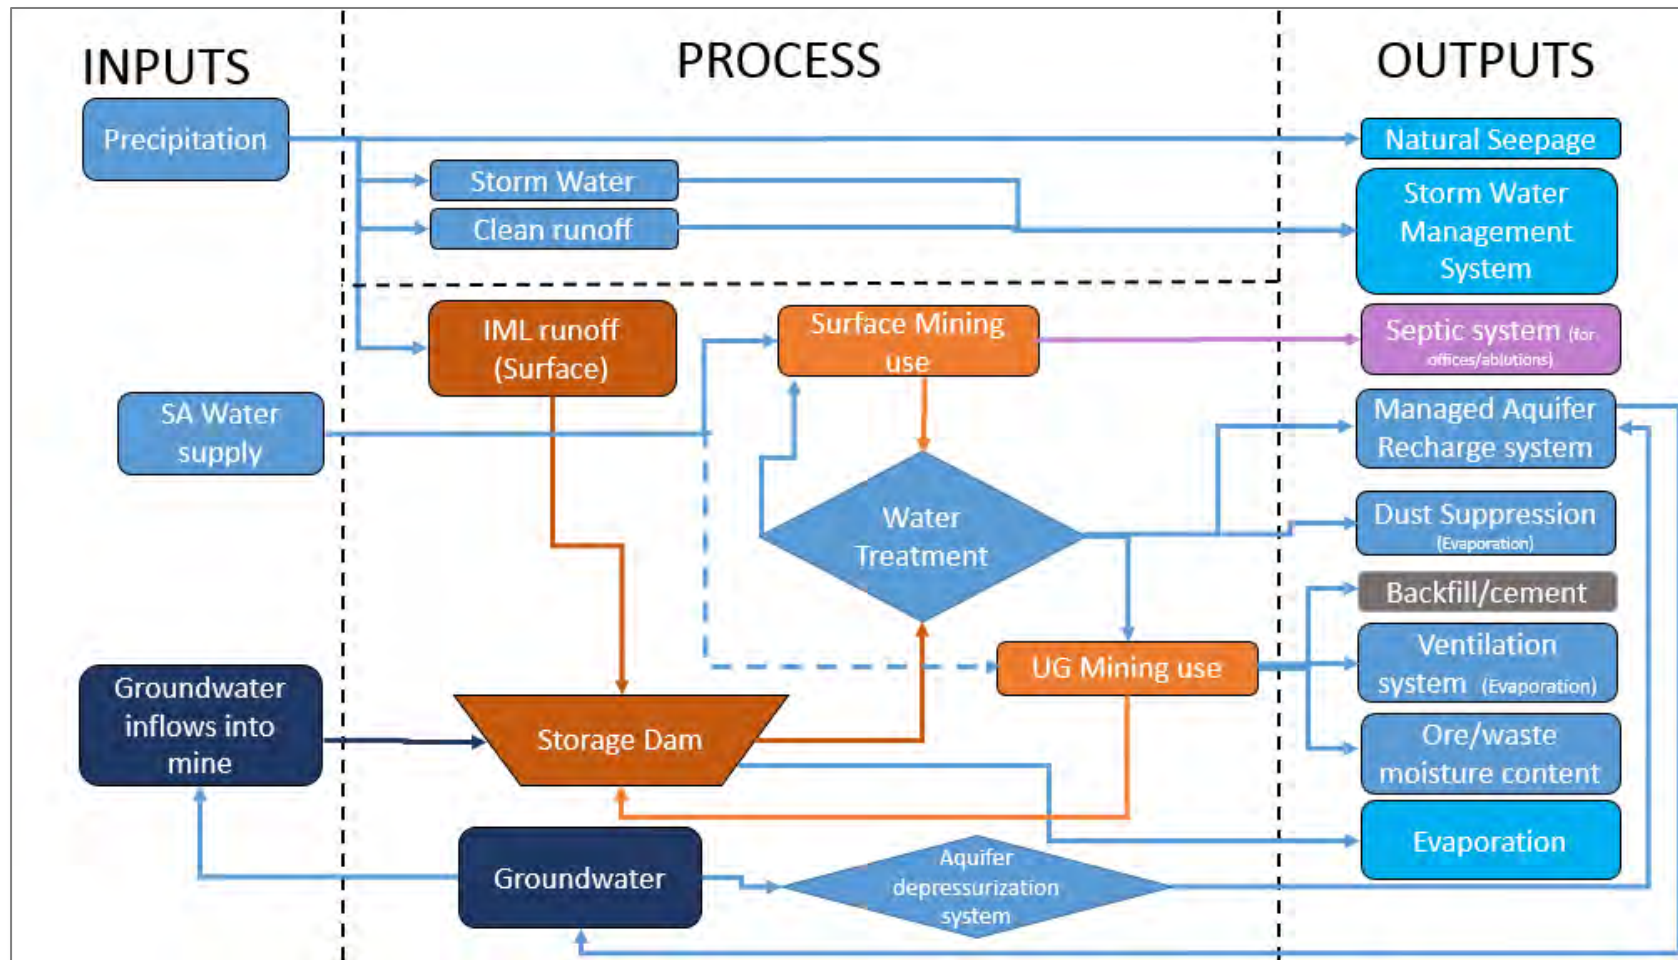 INPUTS
PROCESS
OUTPUTS
Precipitation
Natural Seepage
Storm Water
Clean runoff
Storm Water
Management
System
IML runoff
(Surface)
Surface Mining
use
Septic system (for
offices/ablutions)
SA Water
supply
Managed Aquifer
Recharge system
Water
Treatment
Dust Suppression
(Evaporation)
Backfill/cement
UG Mining use
Ventilation
system (Evaporation)
Groundwater
inflows into
mine
Storage Dam
Ore/waste
moisture content
Evaporation
Groundwater
Aquifer
depressurization
system